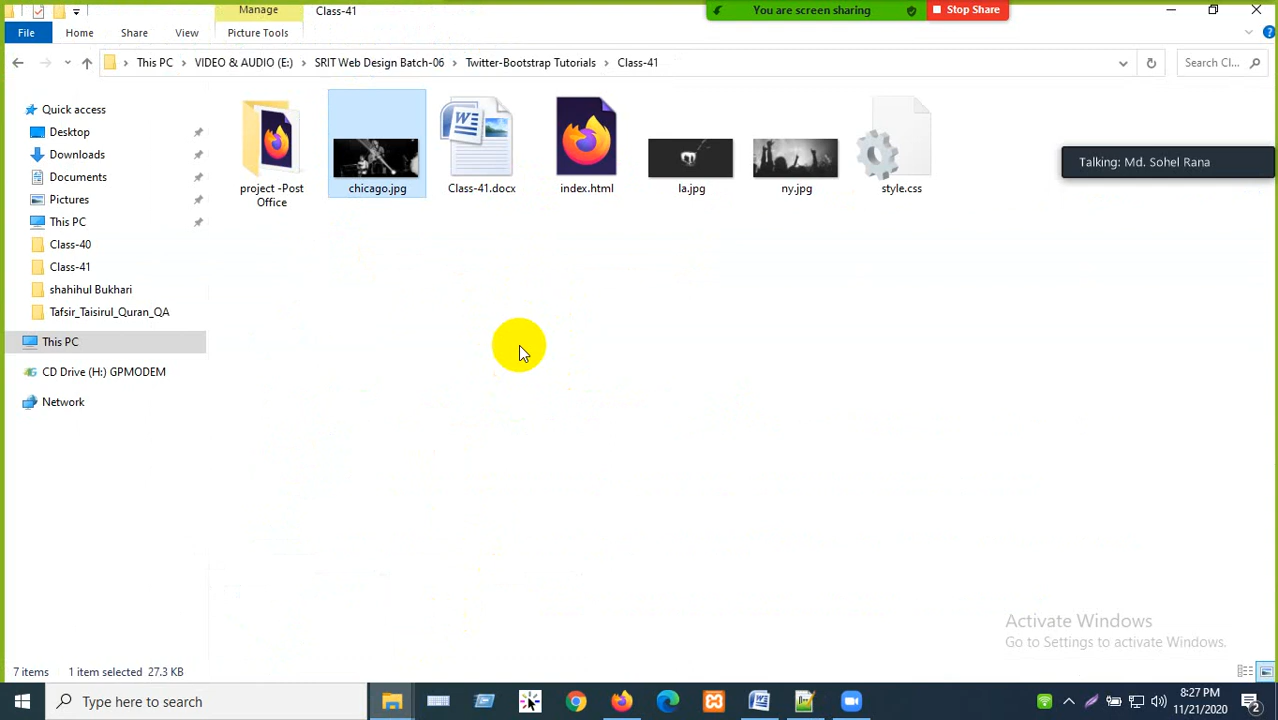 Manage
Class-41
You are screen sharing
Stop Share
File
Home
Share
View
Picture Tools
This PC
VIDEO & AUDIO (E:)
SRIT Web Design Batch-06
Twitter-Bootstrap Tutorials
Class-41
Search Cl...
Quick access
Desktop
Downloads
Documents
Pictures
This PC
Class-40
Class-41
shahihul Bukhari
Tafsir_Taisirul_Quran_QA
This PC
CD Drive (H:) GPMODEM
Network
project -Post
Office
chicago.jpg
Class-41.docx
index.html
la.jpg
ny.jpg
style.css
Talking: Md. Sohel Rana
Activate Windows
Go to Settings to activate Windows.
7 items
1 item selected 27.3 KB
Type here to search
8:27 PM
11/21/2020
2